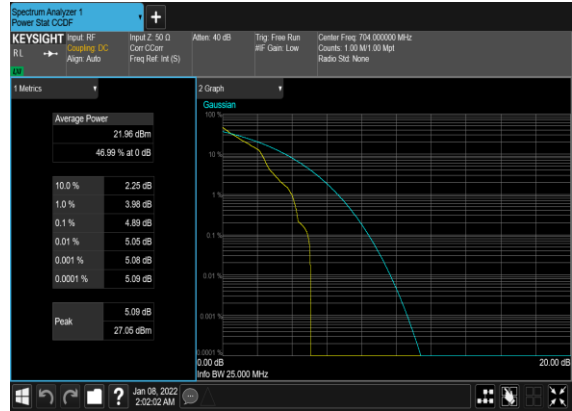 Spectrum Analyzer 1
Power Stat CCDF
KEYSIGHT
RL
Input: RF
Coupling: DC
Align: Auto
Input Z: 50 Ω
Corr CCorr
Freq Ref: Int (S)
Atten: 40 dB
Trig: Free Run
#IF Gain: Low
Center Freq: 704.000000 MHz
Counts: 1.00 M/1.00 Mpt
Radio Std: None
1 Metrics
Average Power
21.96 dBm
46.99 % at 0 dB
10.0 % 2.25 dB
1.0 % 3.98 dB
0.1 % 4.89 dB
0.01 % 5.05 dB
0.001 % 5.08 dB
0.0001 % 5.09 dB
Peak
5.09 dB
27.05 dBm
2 Graph
Gaussian
100 %
10 %
1 %
0.1 %
0.01 %
0.001 %
0.0001 %
0.00 dB 20.00 dB
Info BW 25.000 MHz
?
Jan 08, 2022
2:02:02 AM